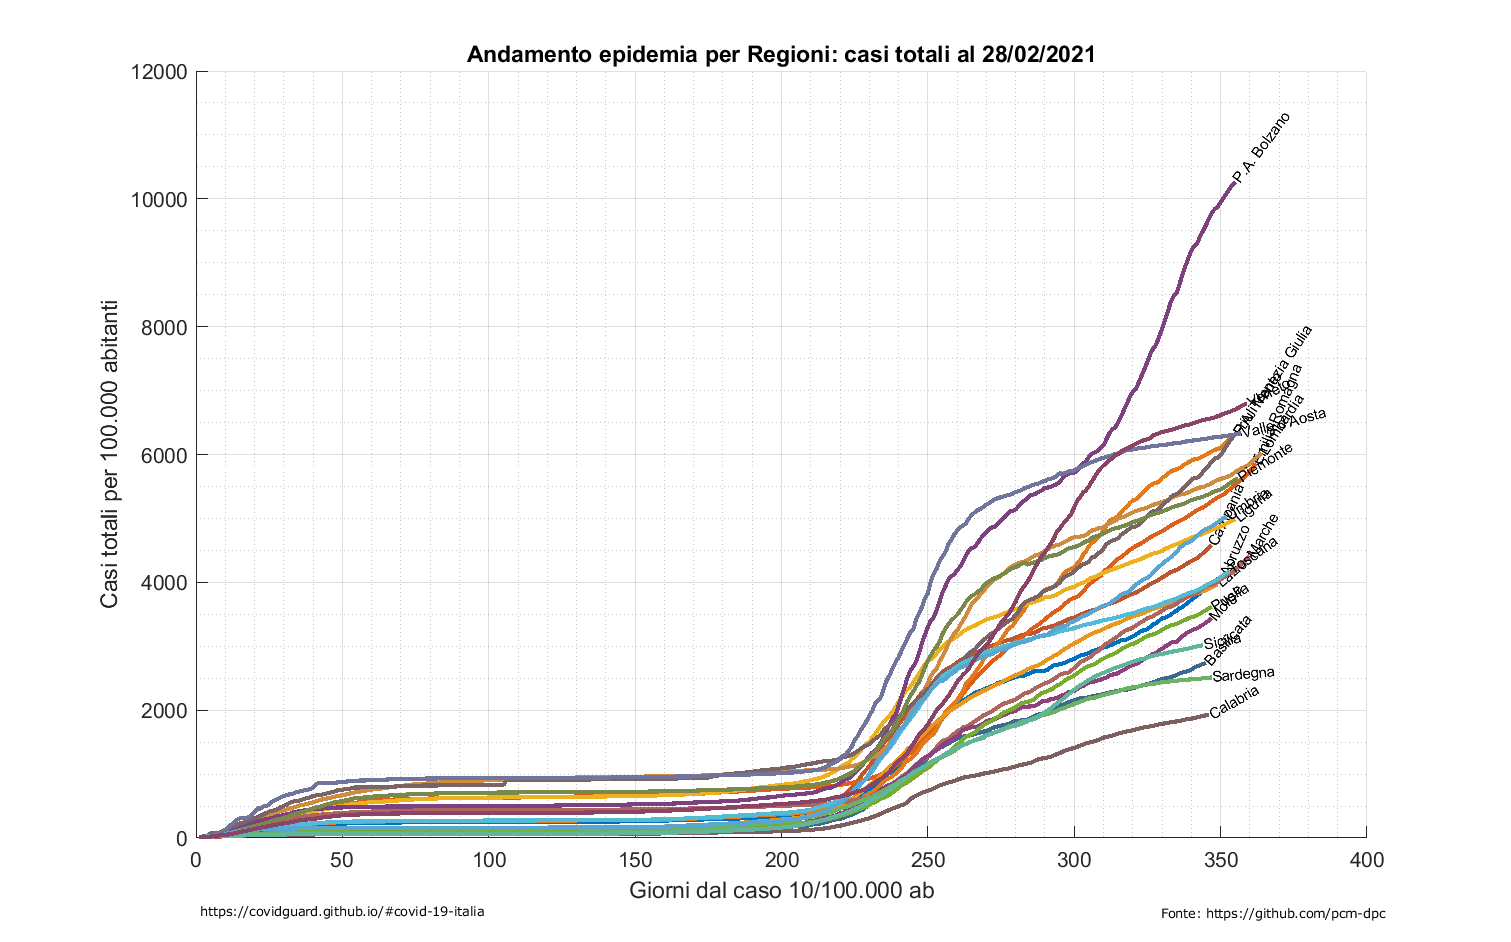 Andamento epidemia per Regioni: casi totali al 28/02/2021
12000
10000
8000
6000
4000
2000
0
Casi totali per 100.000 abitanti
P.A. Bolzano
Veneto
Valle d'Aosta
Piemonte
Umbria
Liguria
Abruzzo
Marche
Toscana
Lazio
Puglia
Molise
Sicilia
Basilicata
Sardegna
Calabria
0 50 100 150 200 250 300 350 400
Giorni dal caso 10/100.000 ab
https://covidguard.github.io/#covid-19-italia
Fonte: https://github.com/pcm-dpc